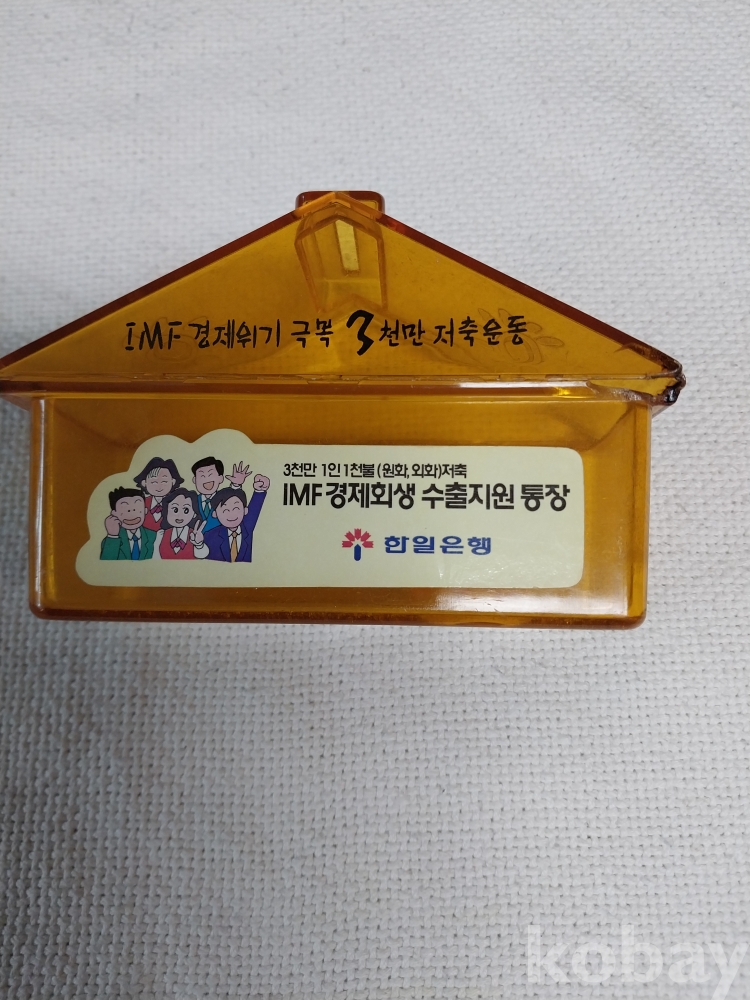 IMF 경제위기 극복 3천만 저축운동
3천만 1인 1천불 (원화, 외화)저축
IMF 경제회생 수출지원 통장
한일은행
kobay